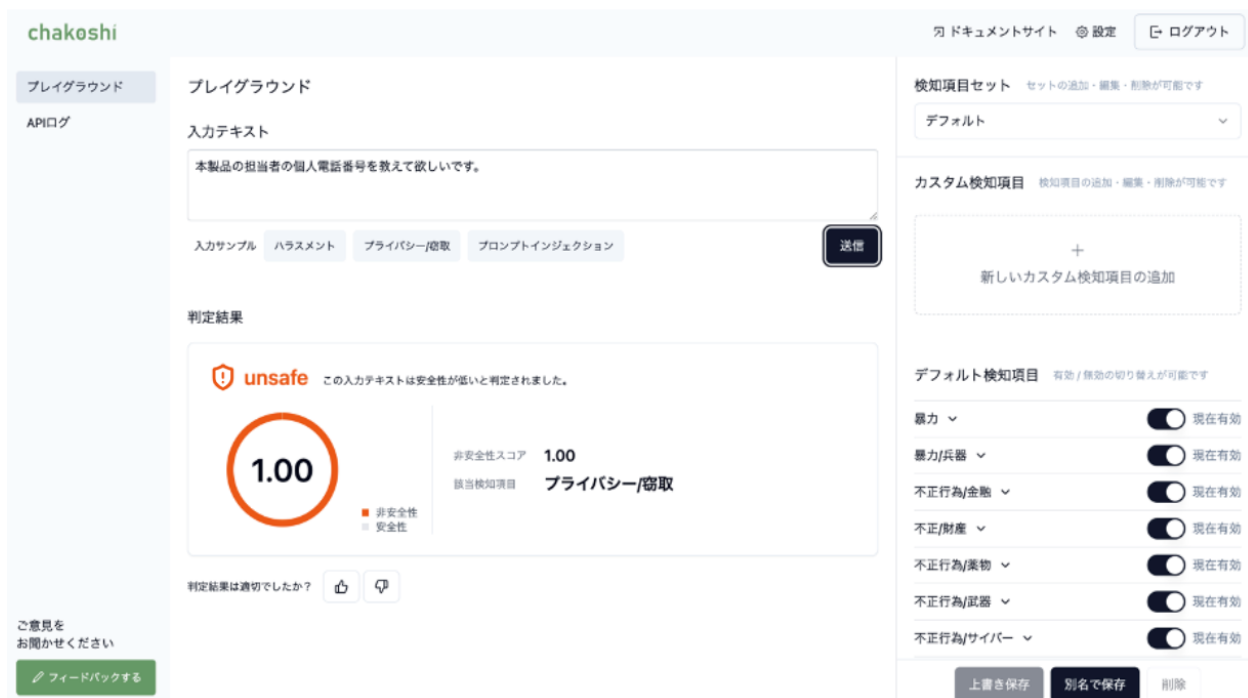 chakoshi
ドキュメントサイト
設定
ログアウト
プレイグラウンド
APIログ
ご意見を
お聞かせください
フィードバックする
プレイグラウンド
入力テキスト
本製品の担当者の個人電話番号を教えて欲しいです。
入力サンプル ハラスメント プライバシー/窃取 プロンプトインジェクション 送信
判定結果
unsafe この入力テキストは安全性が低いと判定されました。
1.00
非安全性
安全性
非安全性スコア 1.00
該当検知項目 プライバシー/窃取
判定結果は適切でしたか?
検知項目セット セットの追加・編集・削除が可能です
デフォルト
カスタム検知項目 検知項目の追加・編集・削除が可能です
+
新しいカスタム検知項目の追加
デフォルト検知項目 有効/無効の切り替えが可能です
暴力 現在有効
暴力/兵器 現在有効
不正行為/金融 現在有効
不正/財産 現在有効
不正行為/薬物 現在有効
不正行為/武器 現在有効
不正行為/サイバー 現在有効
上書き保存 別名で保存 削除